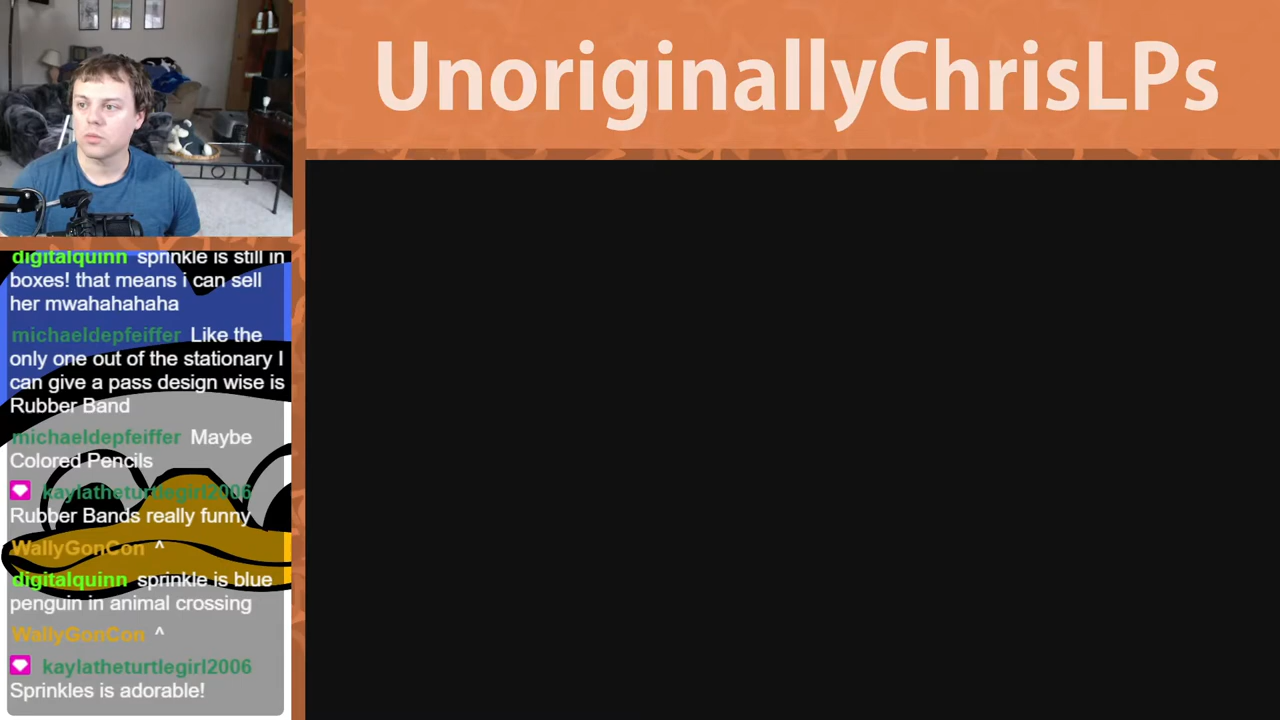 UnoriginallyChrisLPs
digitalquinn sprinkle is still in
boxes! that means i can sell
her mwahahahaha
michaeldepfeiffer Like the
only one out of the stationary I
can give a pass design wise is
Rubber Band
michaeldepfeiffer Maybe
Colored Pencils
kaylatheturtlegirl2006
Rubber Bands really funny
WallyGonCon ^
digitalquinn sprinkle is blue
penguin in animal crossing
WallyGonCon ^
kaylatheturtlegirl2006
Sprinkles is adorable!